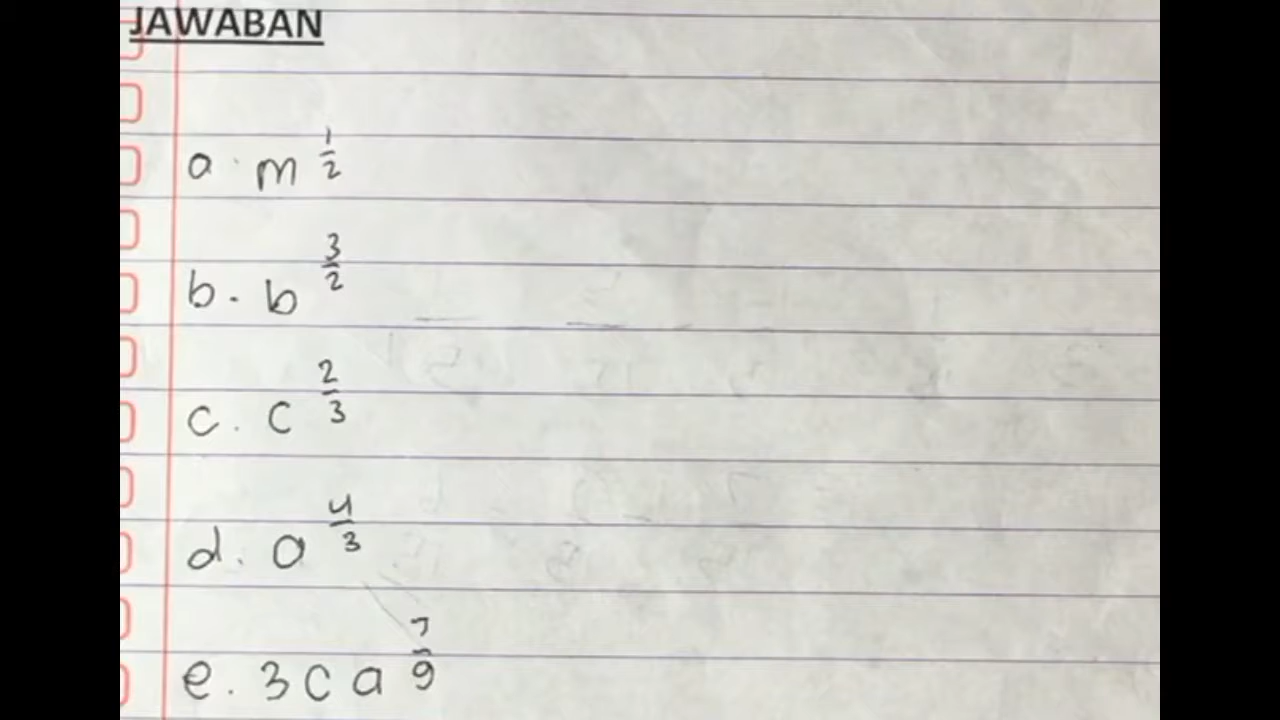 JAWABAN
a. m^(1/2)
b. b^(3/2)
c. c^(2/3)
d. a^(4/3)
e. 3ca^(7/9)